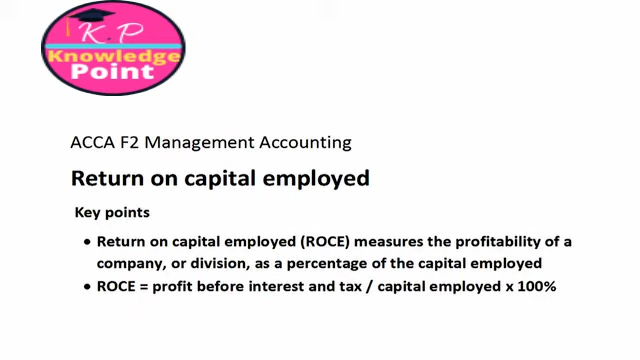 K.P
Knowledge
Point
ACCA F2 Management Accounting
Return on capital employed
Key points
• Return on capital employed (ROCE) measures the profitability of a
company, or division, as a percentage of the capital employed
• ROCE = profit before interest and tax / capital employed x 100%